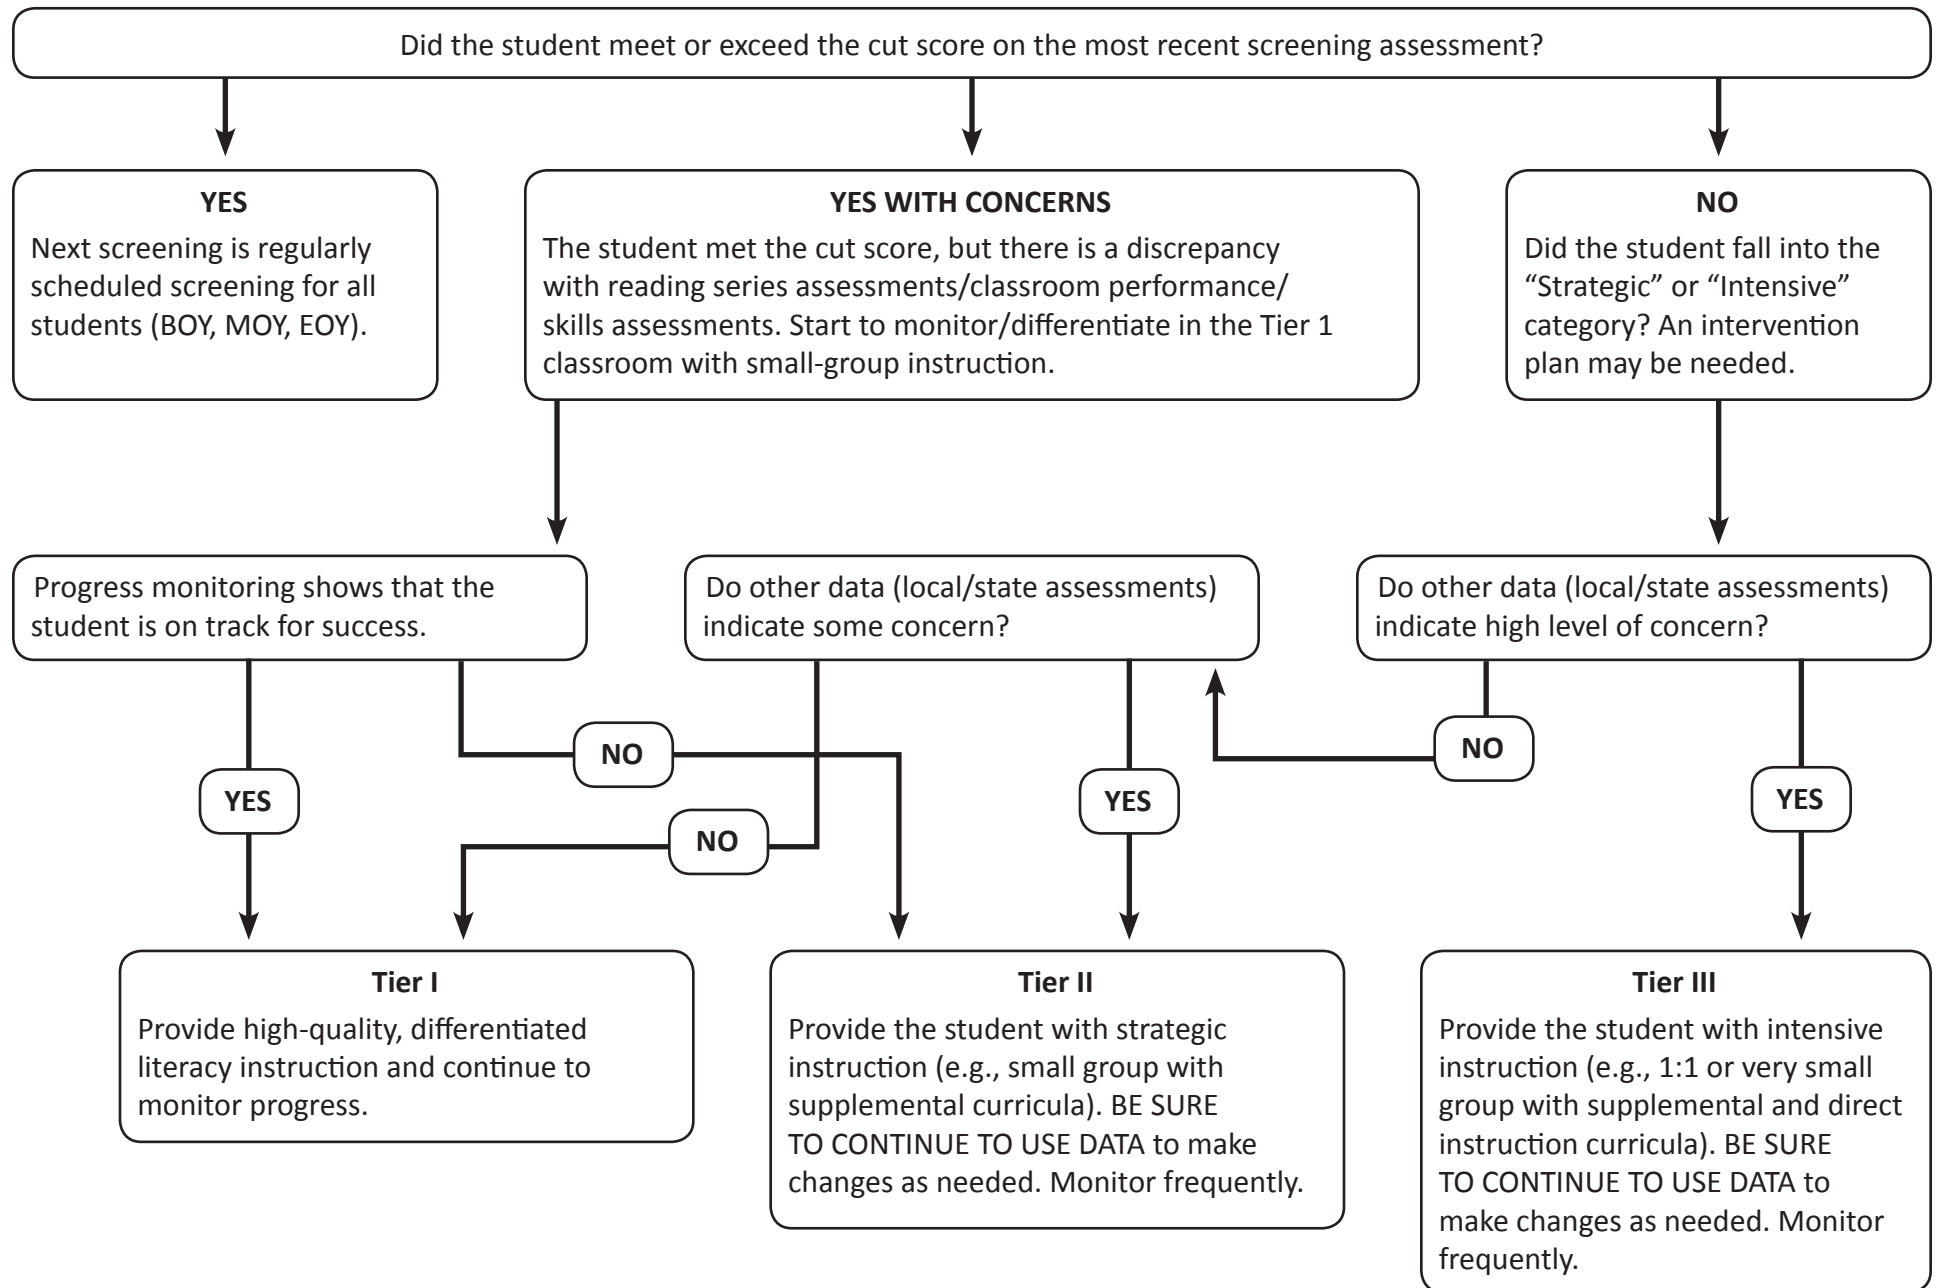 Did the student meet or exceed the cut score on the most recent screening assessment?
YES
Next screening is regularly
scheduled screening for all
students (BOY, MOY, EOY).
YES WITH CONCERNS
The student met the cut score, but there is a discrepancy
with reading series assessments/classroom performance/
skills assessments. Start to monitor/differentiate in the Tier 1
classroom with small-group instruction.
NO
Did the student fall into the
“Strategic” or “Intensive”
category? An intervention
plan may be needed.
Progress monitoring shows that the
student is on track for success.
Do other data (local/state assessments)
indicate some concern?
Do other data (local/state assessments)
indicate high level of concern?
NO
NO
YES
YES
YES
NO
Tier I
Provide high-quality, differentiated
literacy instruction and continue to
monitor progress.
Tier II
Provide the student with strategic
instruction (e.g., small group with
supplemental curricula). BE SURE
TO CONTINUE TO USE DATA to make
changes as needed. Monitor frequently.
Tier III
Provide the student with intensive
instruction (e.g., 1:1 or very small
group with supplemental and direct
instruction curricula). BE SURE
TO CONTINUE TO USE DATA to
make changes as needed. Monitor
frequently.